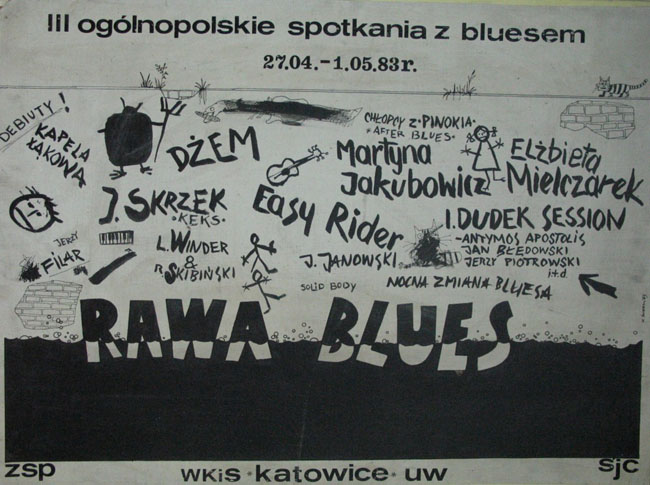 III ogólnopolskie spotkania z bluesem
27.04.-1.05.83r.
DEBIUTY!
KAPELA
ŁĄKOWA
DŻEM
CHŁOPCY Z • PINOKIA •
• AFTER BLUES •
Martyna
Jakubowicz
ELżbieta
Mielczarek
J. SKRZEK
• KEKS •
Easy Rider
I. DUDEK SESSION
- ANTYMOS APOSTOLIS
JAN BŁĘDOWSKI
JERZY PIOTROWSKI
i.t.d.
JERZY
FILAR
L. WINDER
&
R. SKIBIŃSKI
J. JANOWSKI
SOLID BODY
NOCNA ZMIANA BLUESA
RAWA BLUES
zsp
WKiS • katowice • uw
sjc